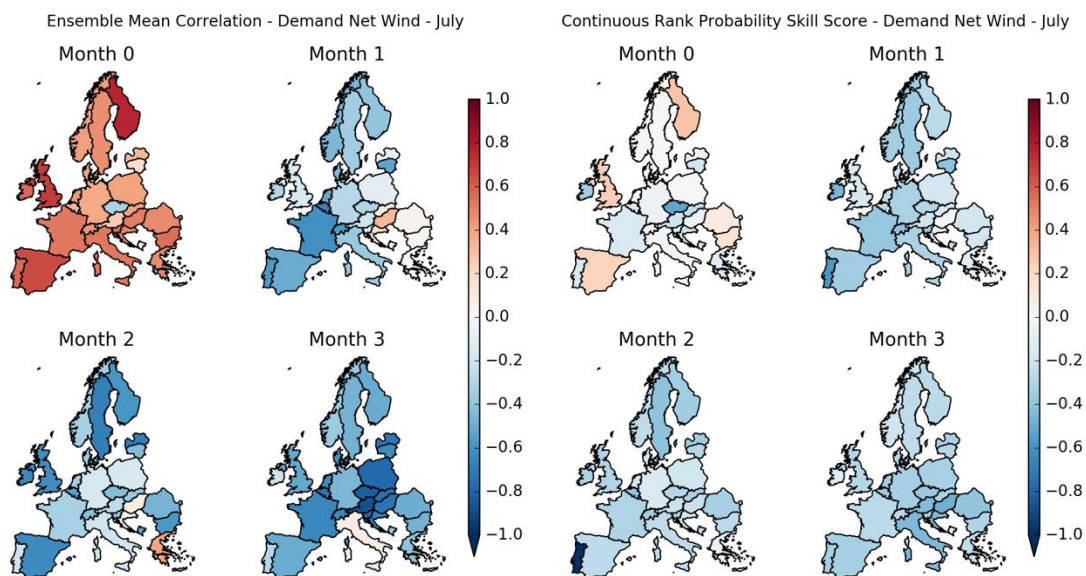 Ensemble Mean Correlation - Demand Net Wind - July
Month 0
Month 1
1.0
0.8
0.6
0.4
0.2
0.0
−0.2
−0.4
−0.6
−0.8
−1.0
Month 2
Month 3
Continuous Rank Probability Skill Score - Demand Net Wind - July
Month 0
Month 1
1.0
0.8
0.6
0.4
0.2
0.0
−0.2
−0.4
−0.6
−0.8
−1.0
Month 2
Month 3